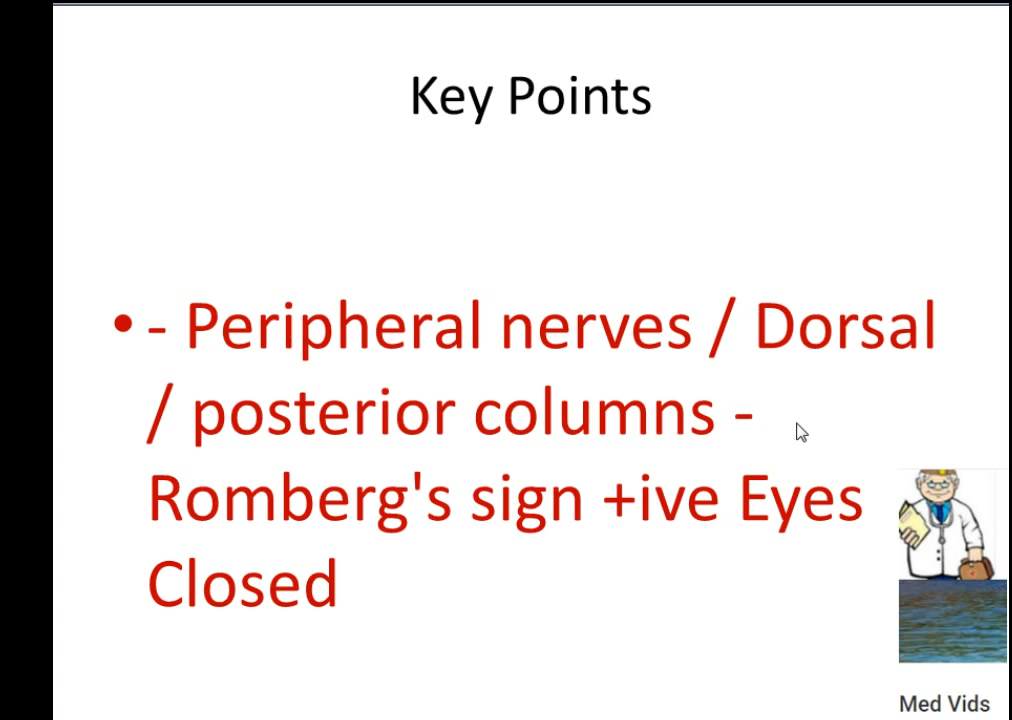 Key Points
• - Peripheral nerves / Dorsal
/ posterior columns -
Romberg's sign +ive Eyes
Closed
Med Vids